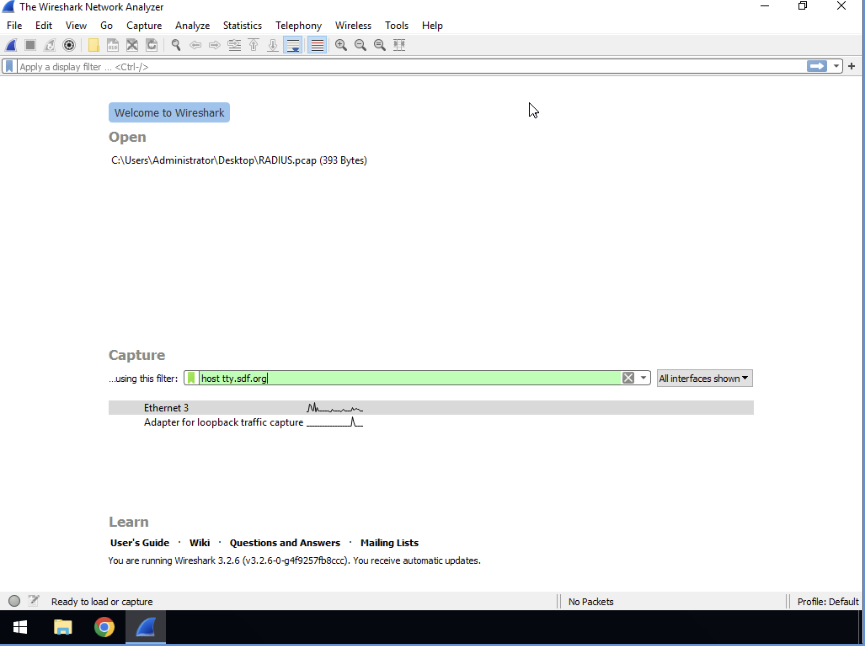 The Wireshark Network Analyzer
File Edit View Go Capture Analyze Statistics Telephony Wireless Tools Help
Apply a display filter ... <Ctrl-/>
Welcome to Wireshark
Open
C:\Users\Administrator\Desktop\RADIUS.pcap (393 Bytes)
Capture
...using this filter: host tty.sdf.org All interfaces shown
Ethernet 3
Adapter for loopback traffic capture
Learn
User's Guide · Wiki · Questions and Answers · Mailing Lists
You are running Wireshark 3.2.6 (v3.2.6-0-g4f9257fb8ccc). You receive automatic updates.
Ready to load or capture No Packets Profile: Default